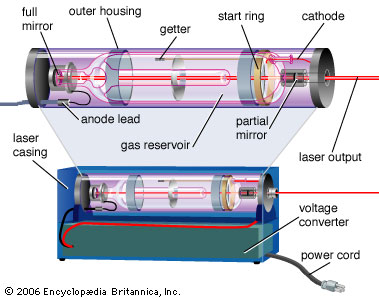 full
mirror
outer housing
getter
start ring
cathode
anode lead
gas reservoir
partial
mirror
laser output
laser
casing
voltage
converter
power cord
© 2006 Encyclopædia Britannica, Inc.